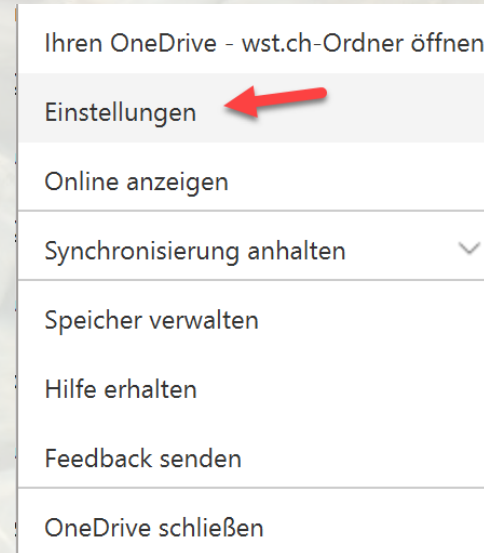 Ihren OneDrive - wst.ch-Ordner öffnen
Einstellungen
Online anzeigen
Synchronisierung anhalten
Speicher verwalten
Hilfe erhalten
Feedback senden
OneDrive schließen